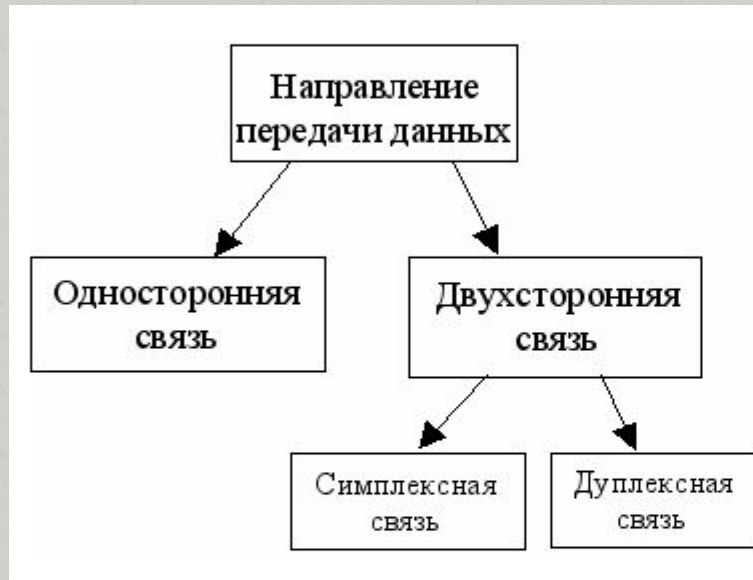 Направление
передачи данных
Односторонняя
связь
Двухсторонняя
связь
Симплексная
связь
Дуплексная
связь